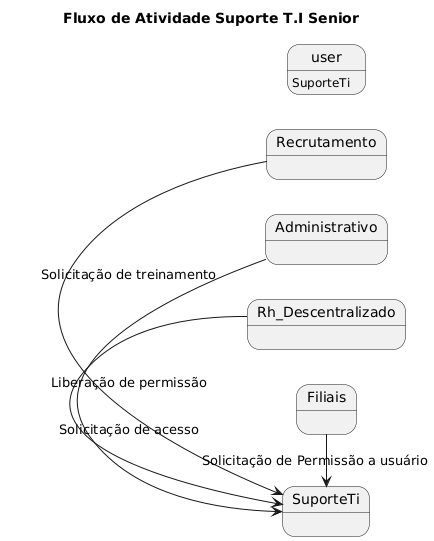 Fluxo de Atividade Suporte T.I Senior
user
SuporteTi
Recrutamento
Administrativo
Solicitação de treinamento
Rh_Descentralizado
Liberação de permissão
Filiais
Solicitação de acesso
Solicitação de Permissão a usuário
SuporteTi